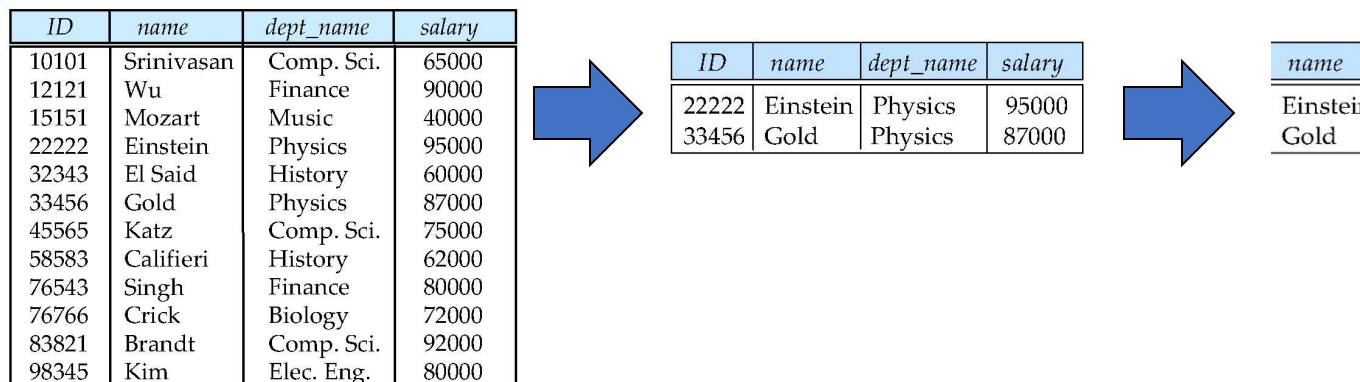 ID name dept_name salary
10101 Srinivasan Comp. Sci. 65000
12121 Wu Finance 90000
15151 Mozart Music 40000
22222 Einstein Physics 95000
32343 El Said History 60000
33456 Gold Physics 87000
45565 Katz Comp. Sci. 75000
58583 Califieri History 62000
76543 Singh Finance 80000
76766 Crick Biology 72000
83821 Brandt Comp. Sci. 92000
98345 Kim Elec. Eng. 80000
ID name dept_name salary
22222 Einstein Physics 95000
33456 Gold Physics 87000
name
Gold